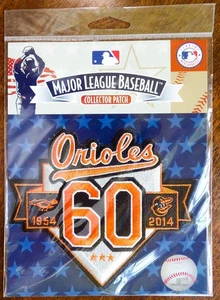 MAJOR LEAGUE BASEBALL
COLLECTOR PATCH
Orioles
60
1954
2014